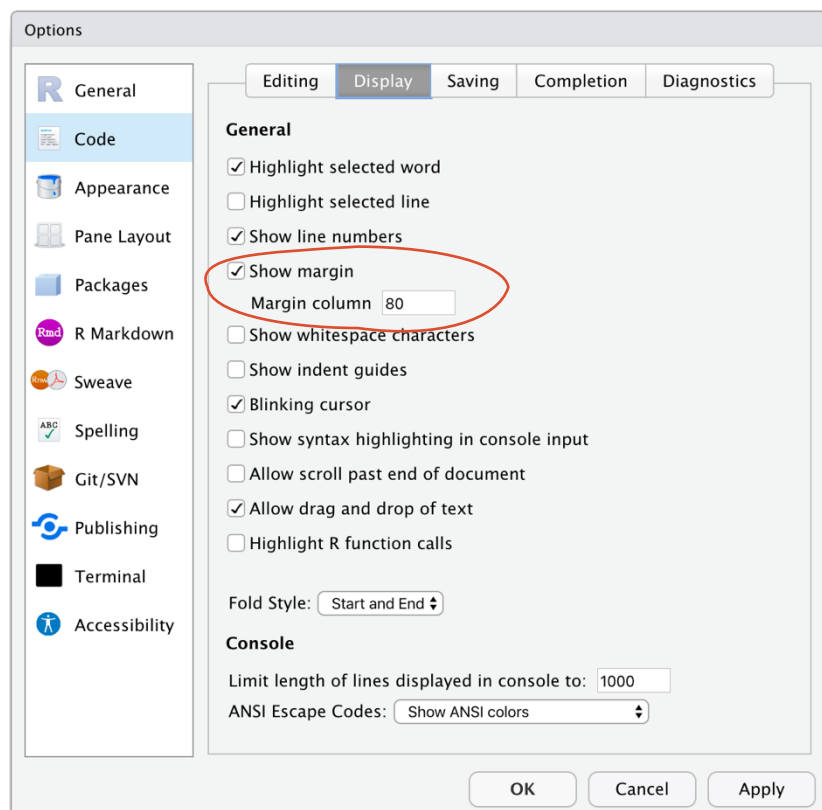 Options
General
Code
Appearance
Pane Layout
Packages
Rmd R Markdown
Rnw Sweave
ABC Spelling
Git/SVN
Publishing
Terminal
Accessibility
Editing Display Saving Completion Diagnostics
General
Highlight selected word
Highlight selected line
Show line numbers
Show margin
Margin column 80
Show whitespace characters
Show indent guides
Blinking cursor
Show syntax highlighting in console input
Allow scroll past end of document
Allow drag and drop of text
Highlight R function calls
Fold Style: Start and End
Console
Limit length of lines displayed in console to: 1000
ANSI Escape Codes: Show ANSI colors
OK Cancel Apply